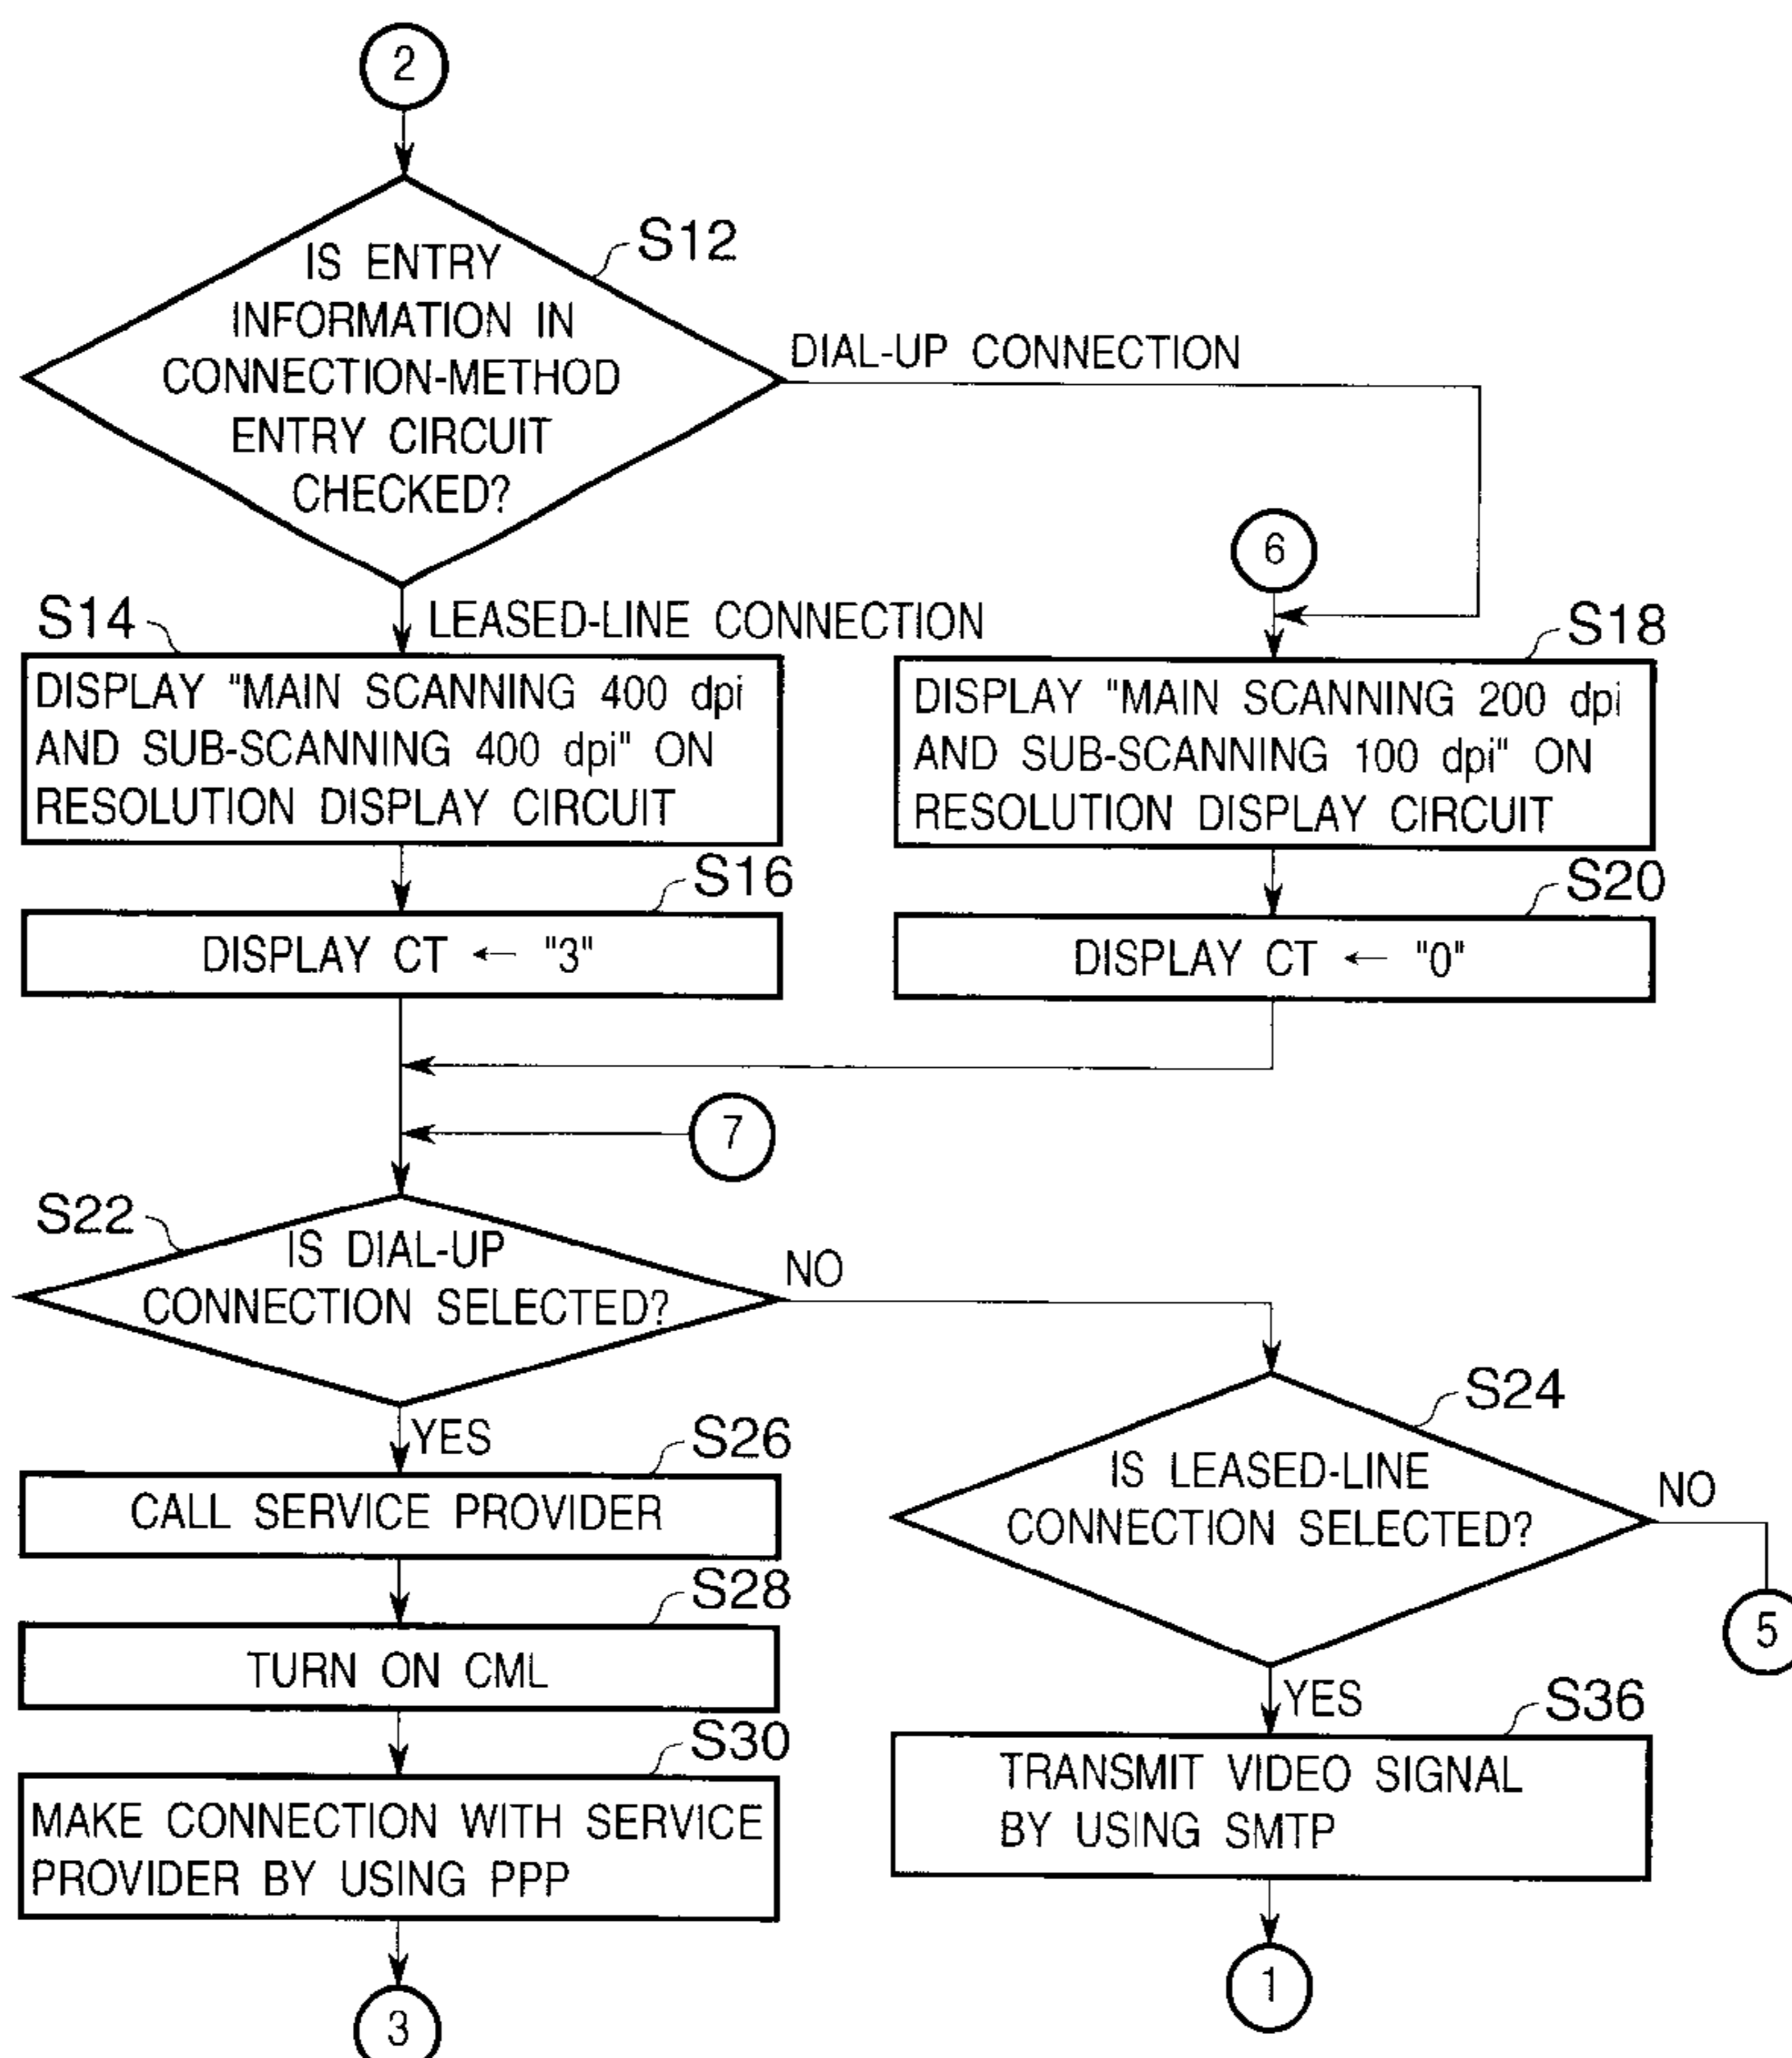 2
S12
IS ENTRY
INFORMATION IN
CONNECTION-METHOD
ENTRY CIRCUIT
CHECKED?
DIAL-UP CONNECTION
6
S14
LEASED-LINE CONNECTION
S18
DISPLAY "MAIN SCANNING 400 dpi
AND SUB-SCANNING 400 dpi" ON
RESOLUTION DISPLAY CIRCUIT
DISPLAY "MAIN SCANNING 200 dpi
AND SUB-SCANNING 100 dpi" ON
RESOLUTION DISPLAY CIRCUIT
S16
S20
DISPLAY CT ← "3"
DISPLAY CT ← "0"
7
S22
IS DIAL-UP
CONNECTION SELECTED?
NO
YES
S24
IS LEASED-LINE
CONNECTION SELECTED?
NO
5
S26
CALL SERVICE PROVIDER
S28
TURN ON CML
YES
S36
S30
MAKE CONNECTION WITH SERVICE
PROVIDER BY USING PPP
TRANSMIT VIDEO SIGNAL
BY USING SMTP
3
1